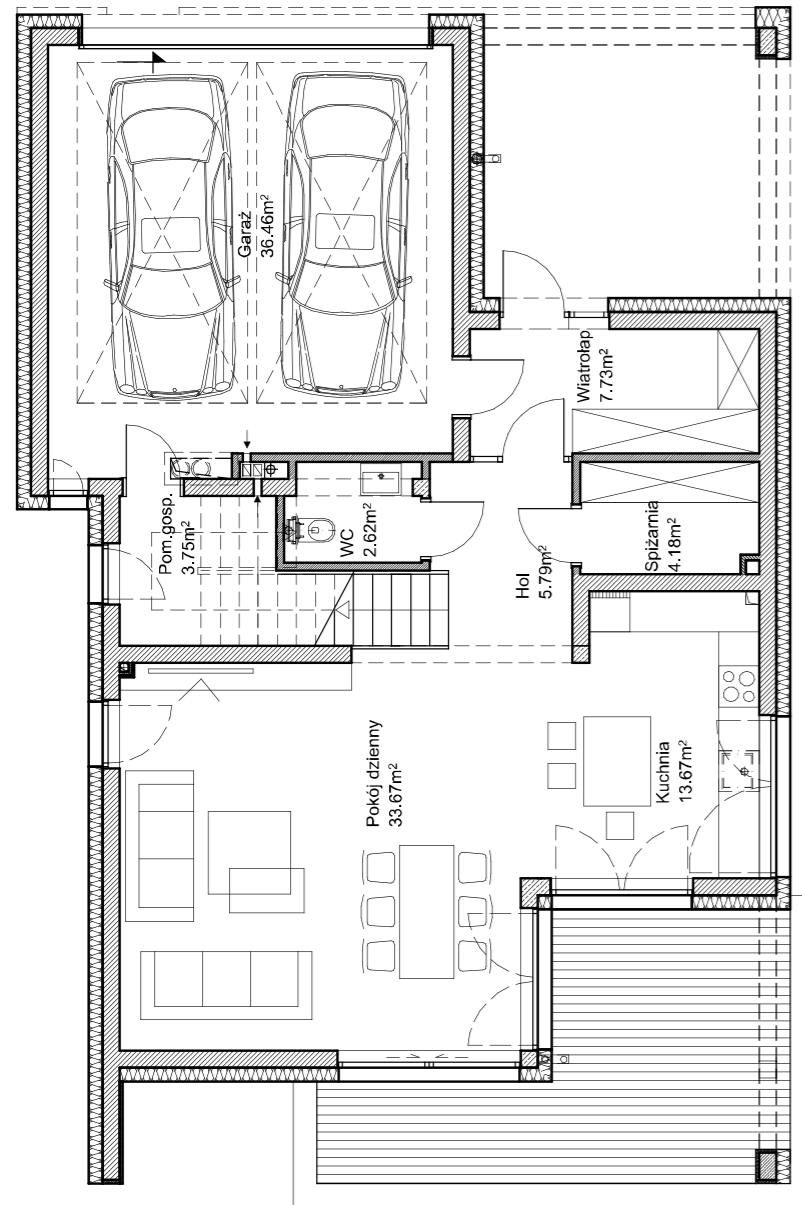 Garaż
36.46m²
Wiatrołap
7.73m²
Pom.gosp.
3.75m²
WC
2.62m²
Hol
5.79m²
Spiżarnia
4.18m²
Pokój dzienny
33.67m²
Kuchnia
13.67m²